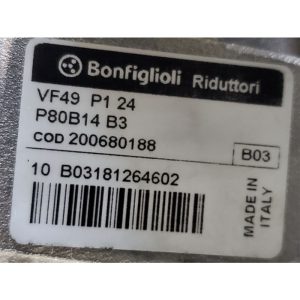 Bonfiglioli Riduttori
VF49 P1 24
P80B14 B3
COD 200680188
B03
10 B03181264602
MADE IN
ITALY